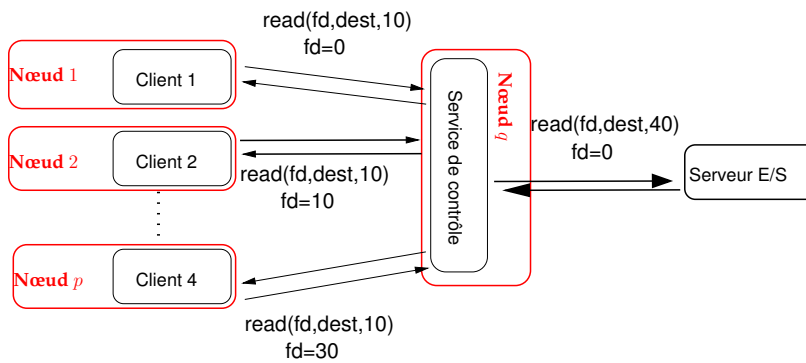 read(fd,dest,10)
fd=0
Nœud 1
Client 1
Nœud 2
Client 2
read(fd,dest,10)
fd=10
Nœud p
Client 4
read(fd,dest,10)
fd=30
Service de contrôle
Nœud q
read(fd,dest,40)
fd=0
Serveur E/S